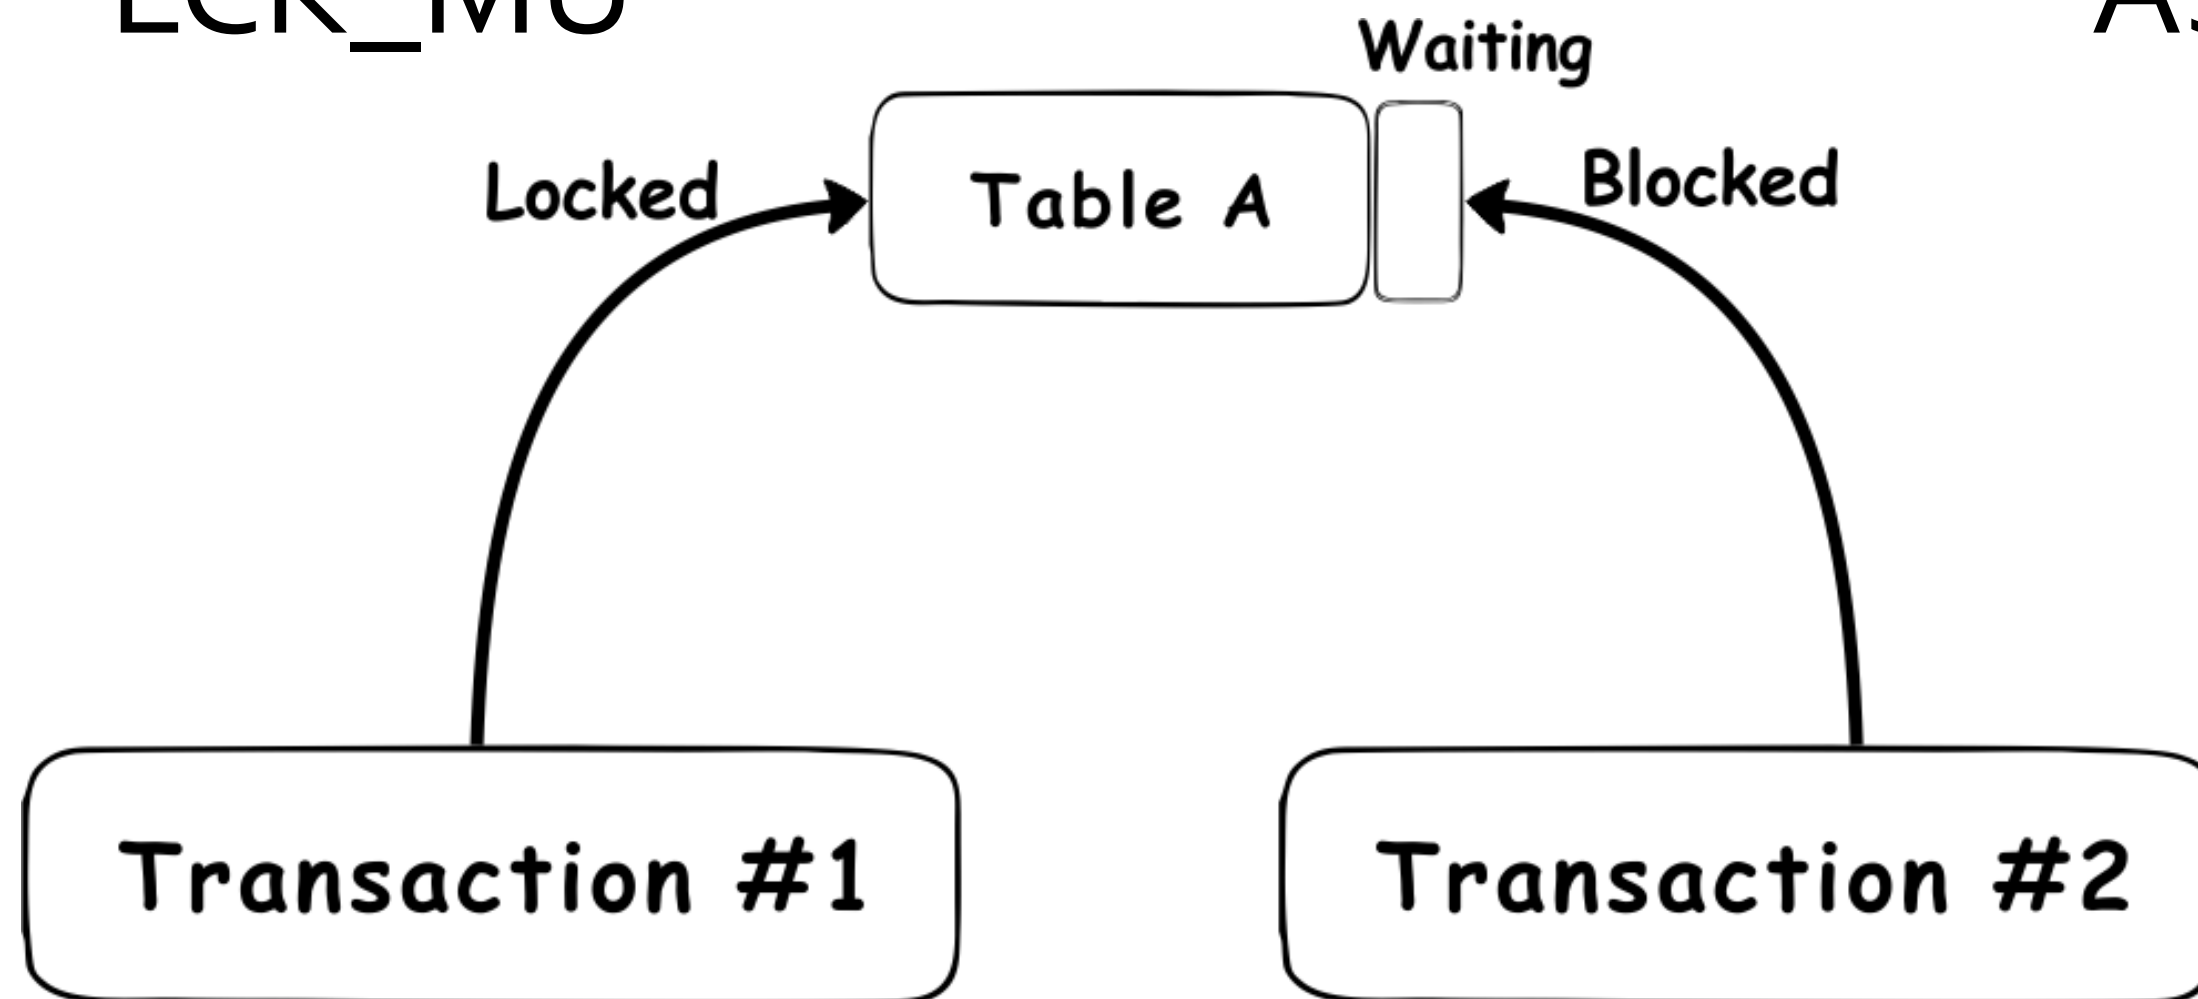 Waiting
Locked
Table A
Blocked
Transaction #1
Transaction #2